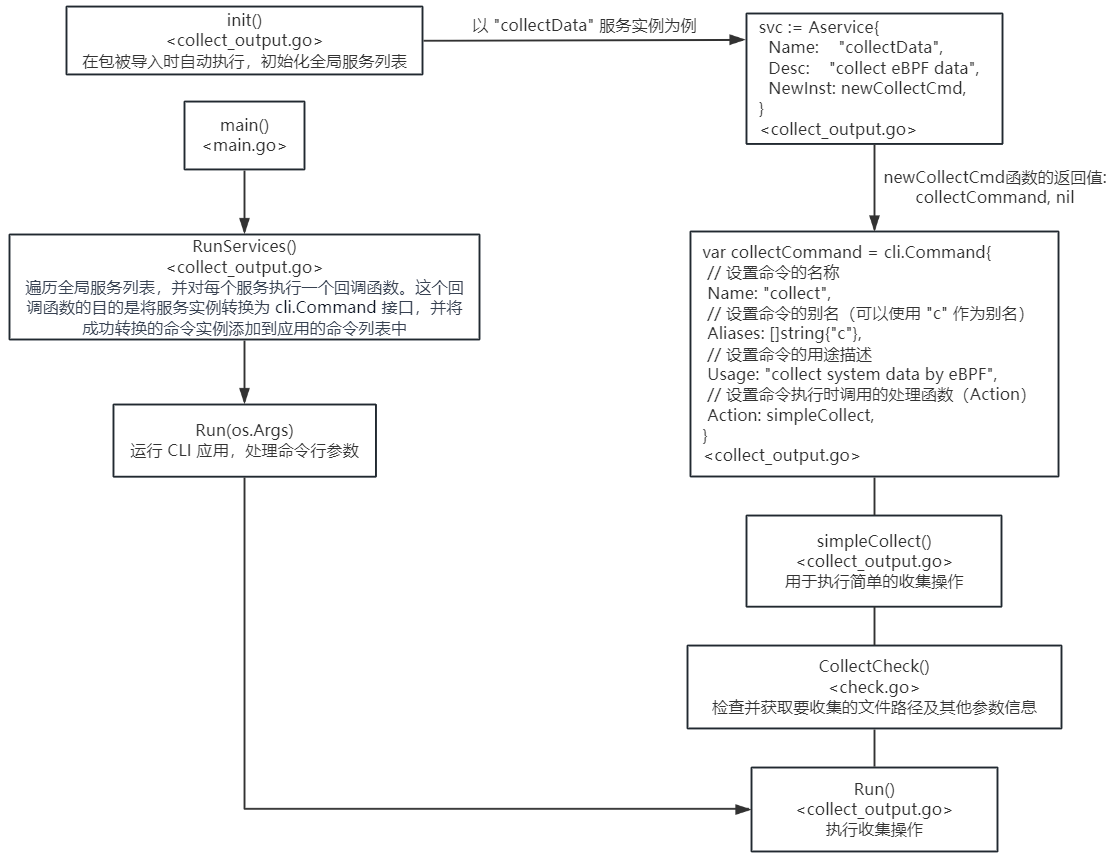 init()
<collect_output.go>
在包被导入时自动执行，初始化全局服务列表
以 "collectData" 服务实例为例
svc := Aservice{
Name: "collectData",
Desc: "collect eBPF data",
NewInst: newCollectCmd,
}
<collect_output.go>
main()
<main.go>
newCollectCmd函数的返回值:
collectCommand, nil
RunServices()
<collect_output.go>
遍历全局服务列表，并对每个服务执行一个回调函数。这个回
调函数的目的是将服务实例转换为 cli.Command 接口，并将
成功转换的命令实例添加到应用的命令列表中
var collectCommand = cli.Command{
// 设置命令的名称
Name: "collect",
// 设置命令的别名（可以使用 "c" 作为别名）
Aliases: []string{"c"},
// 设置命令的用途描述
Usage: "collect system data by eBPF",
// 设置命令执行时调用的处理函数（Action）
Action: simpleCollect,
}
<collect_output.go>
Run(os.Args)
运行 CLI 应用，处理命令行参数
simpleCollect()
<collect_output.go>
用于执行简单的收集操作
CollectCheck()
<check.go>
检查并获取要收集的文件路径及其他参数信息
Run()
<collect_output.go>
执行收集操作